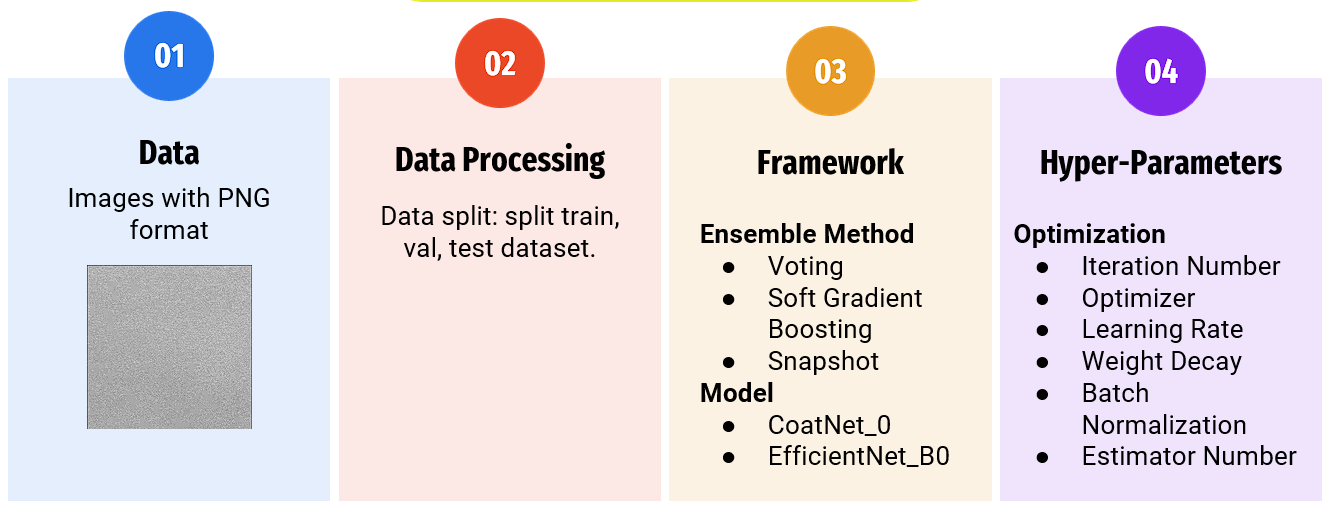 01
Data
Images with PNG
format
02
Data Processing
Data split: split train,
val, test dataset.
03
Framework
Ensemble Method
● Voting
● Soft Gradient
Boosting
● Snapshot
Model
● CoatNet_0
● EfficientNet_B0
04
Hyper-Parameters
Optimization
● Iteration Number
● Optimizer
● Learning Rate
● Weight Decay
● Batch
Normalization
● Estimator Number